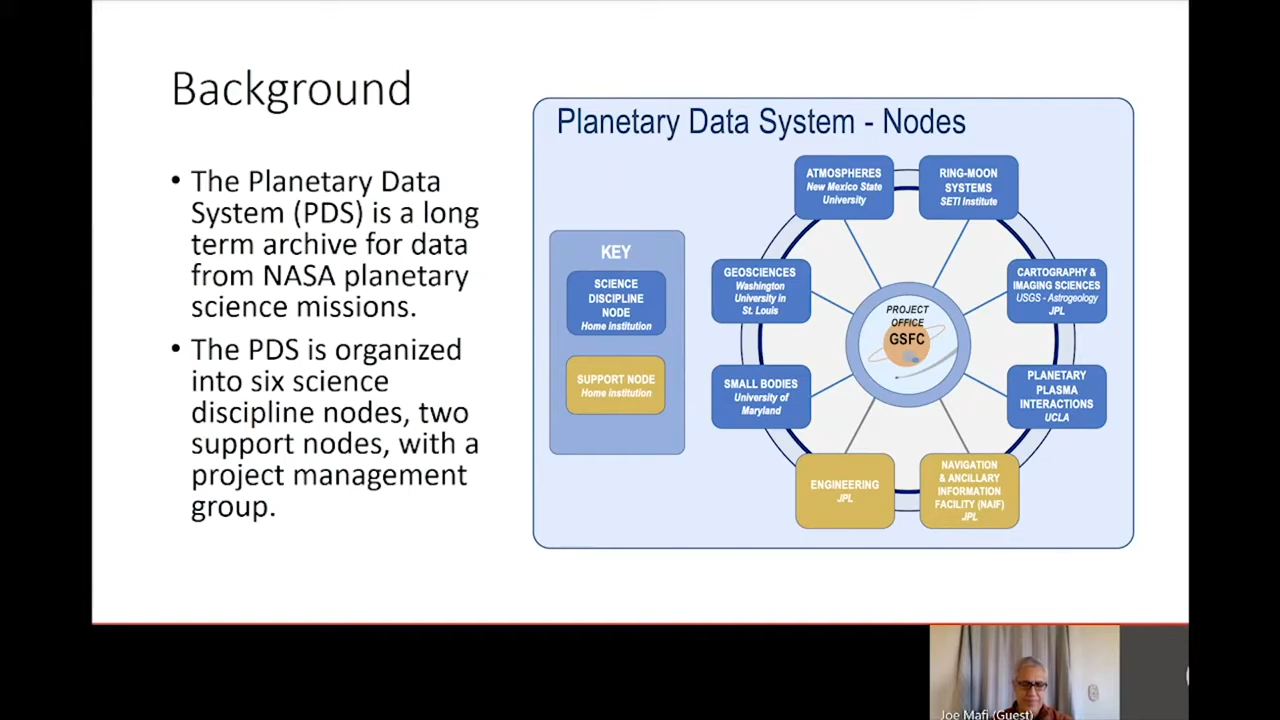 Background
• The Planetary Data
System (PDS) is a long
term archive for data
from NASA planetary
science missions.
• The PDS is organized
into six science
discipline nodes, two
support nodes, with a
project management
group.
Planetary Data System - Nodes
KEY
SCIENCE
DISCIPLINE
NODE
Home institution
SUPPORT NODE
Home institution
ATMOSPHERES
New Mexico State
University
RING-MOON
SYSTEMS
SETI Institute
GEOSCIENCES
Washington
University in
St. Louis
CARTOGRAPHY &
IMAGING SCIENCES
USGS - Astrogeology
JPL
PROJECT
OFFICE
GSFC
SMALL BODIES
University of
Maryland
PLANETARY
PLASMA
INTERACTIONS
UCLA
ENGINEERING
JPL
NAVIGATION
& ANCILLARY
INFORMATION
FACILITY (NAIF)
JPL
Joe Mafi (Guest)